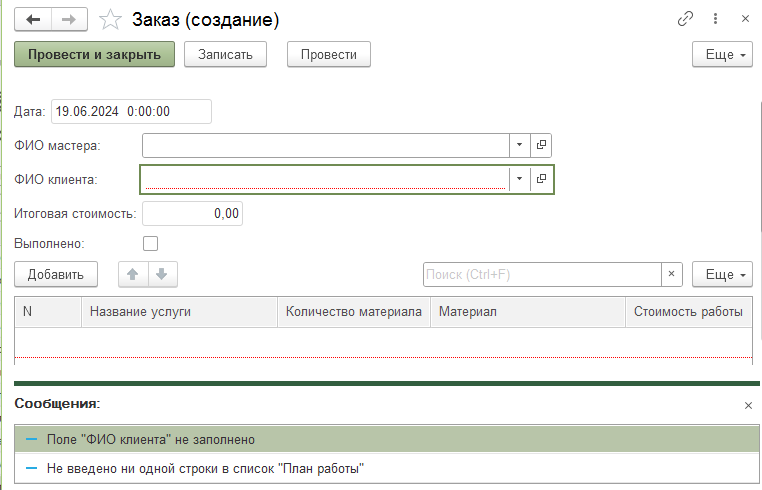 Заказ (создание)
Провести и закрыть Записать Провести Еще
Дата: 19.06.2024 0:00:00
ФИО мастера:
ФИО клиента:
Итоговая стоимость: 0,00
Выполнено:
Добавить Поиск (Ctrl+F) × Еще
N Название услуги Количество материала Материал Стоимость работы
Сообщения:
Поле "ФИО клиента" не заполнено
Не введено ни одной строки в список "План работы"